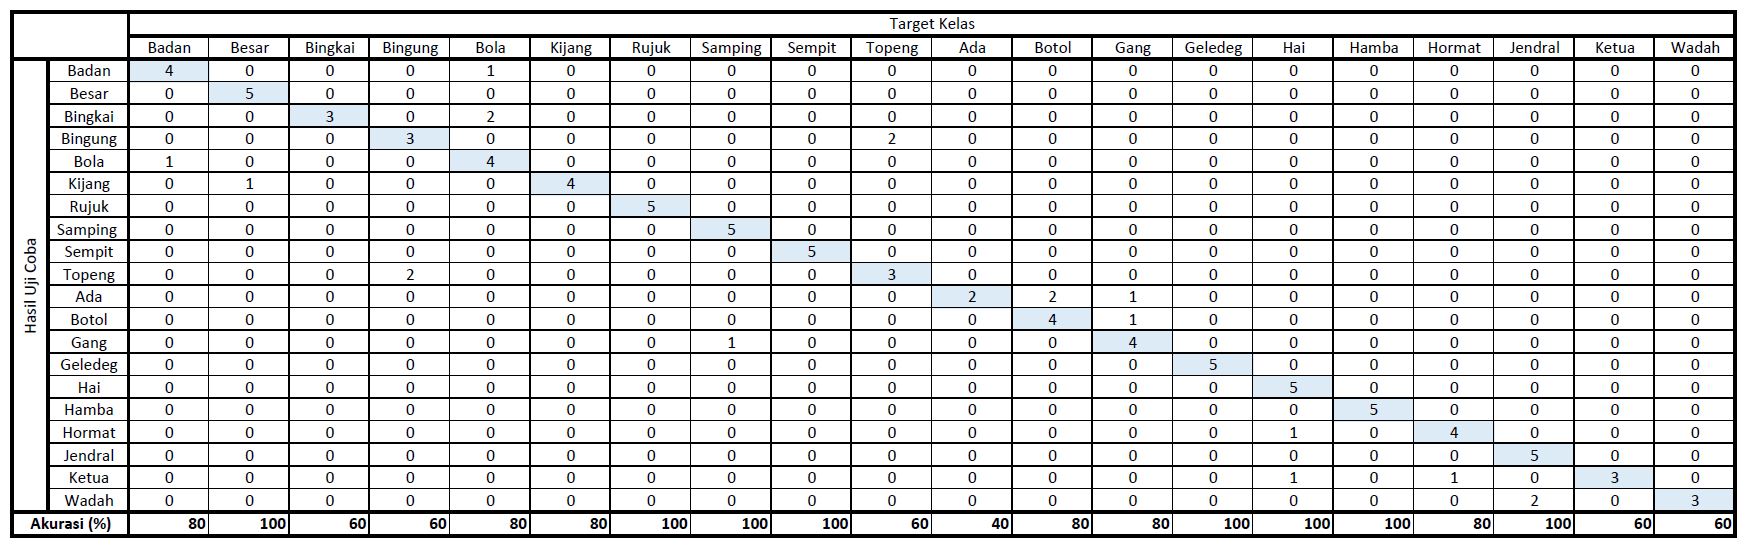 Target Kelas
Badan Besar Bingkai Bingung Bola Kijang Rujuk Samping Sempit Topeng Ada Botol Gang Geledeg Hai Hamba Hormat Jendral Ketua Wadah
Hasil Uji Coba
Badan 4 0 0 0 1 0 0 0 0 0 0 0 0 0 0 0 0 0 0 0
Besar 0 5 0 0 0 0 0 0 0 0 0 0 0 0 0 0 0 0 0 0
Bingkai 0 0 3 0 2 0 0 0 0 0 0 0 0 0 0 0 0 0 0 0
Bingung 0 0 0 3 0 0 0 0 0 2 0 0 0 0 0 0 0 0 0 0
Bola 1 0 0 0 4 0 0 0 0 0 0 0 0 0 0 0 0 0 0 0
Kijang 0 1 0 0 0 4 0 0 0 0 0 0 0 0 0 0 0 0 0 0
Rujuk 0 0 0 0 0 0 5 0 0 0 0 0 0 0 0 0 0 0 0 0
Samping 0 0 0 0 0 0 0 5 0 0 0 0 0 0 0 0 0 0 0 0
Sempit 0 0 0 0 0 0 0 0 5 0 0 0 0 0 0 0 0 0 0 0
Topeng 0 0 0 2 0 0 0 0 0 3 0 0 0 0 0 0 0 0 0 0
Ada 0 0 0 0 0 0 0 0 0 0 2 2 1 0 0 0 0 0 0 0
Botol 0 0 0 0 0 0 0 0 0 0 0 4 1 0 0 0 0 0 0 0
Gang 0 0 0 0 0 0 0 1 0 0 0 0 4 0 0 0 0 0 0 0
Geledeg 0 0 0 0 0 0 0 0 0 0 0 0 0 5 0 0 0 0 0 0
Hai 0 0 0 0 0 0 0 0 0 0 0 0 0 0 5 0 0 0 0 0
Hamba 0 0 0 0 0 0 0 0 0 0 0 0 0 0 0 5 0 0 0 0
Hormat 0 0 0 0 0 0 0 0 0 0 0 0 0 0 1 0 4 0 0 0
Jendral 0 0 0 0 0 0 0 0 0 0 0 0 0 0 0 0 0 5 0 0
Ketua 0 0 0 0 0 0 0 0 0 0 0 0 0 0 1 0 1 0 3 0
Wadah 0 0 0 0 0 0 0 0 0 0 0 0 0 0 0 0 0 2 0 3
Akurasi (%) 80 100 60 60 80 80 100 100 100 60 40 80 80 100 100 100 80 100 60 60